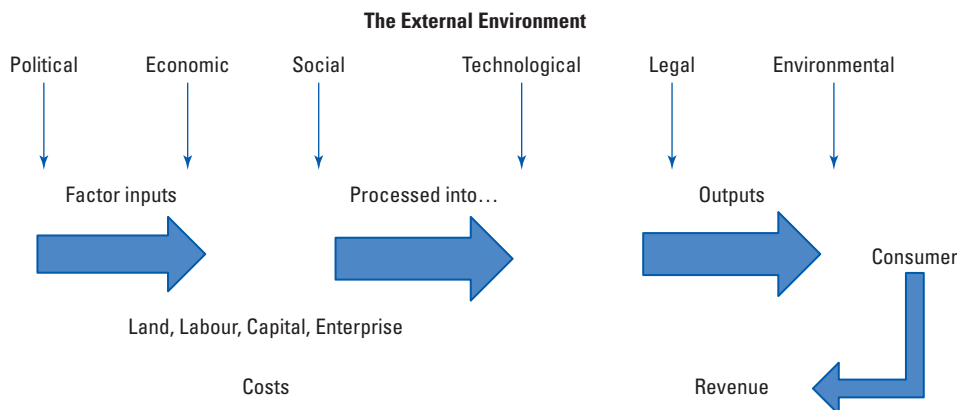 The External Environment
Political Economic Social Technological Legal Environmental
Factor inputs Processed into… Outputs
Consumer
Land, Labour, Capital, Enterprise
Costs Revenue